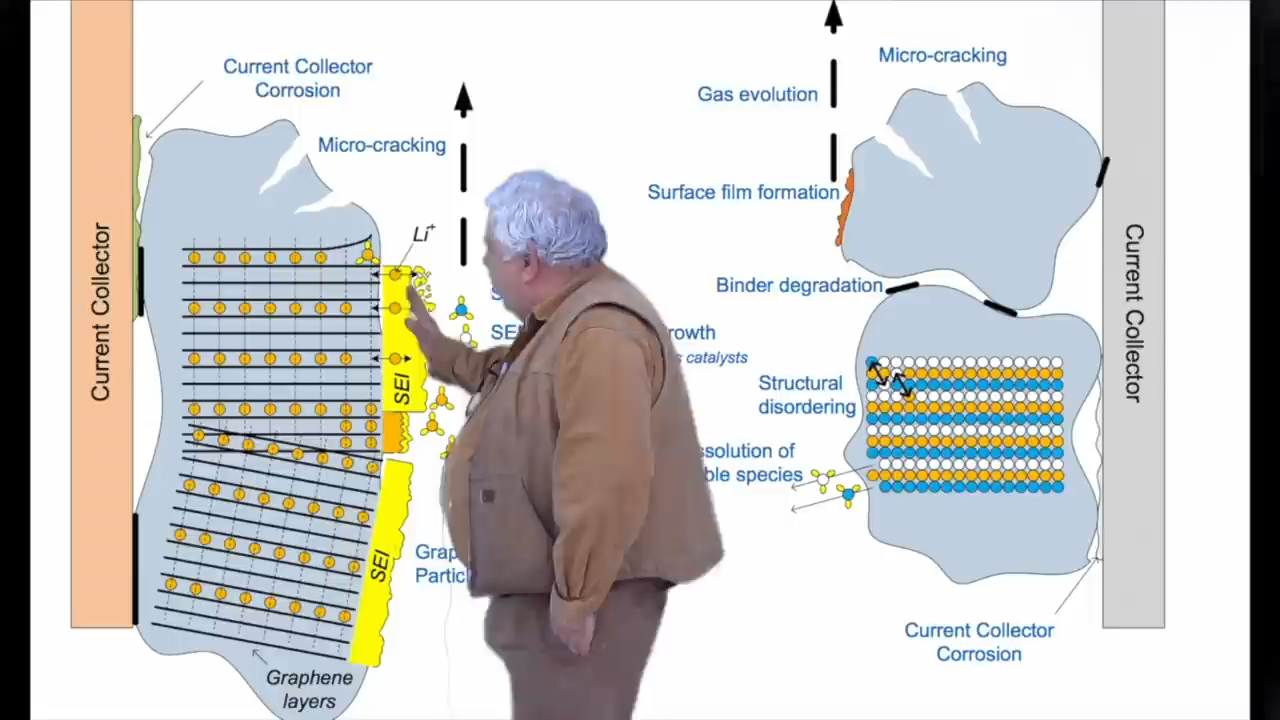 Current Collector
Corrosion
Micro-cracking
Li⁺
Current Collector
SEI
SEI
Graphene
layers
Gas evolution
Micro-cracking
Surface film formation
Binder degradation
catalysts
Structural
disordering
species
Current Collector
Current Collector
Corrosion